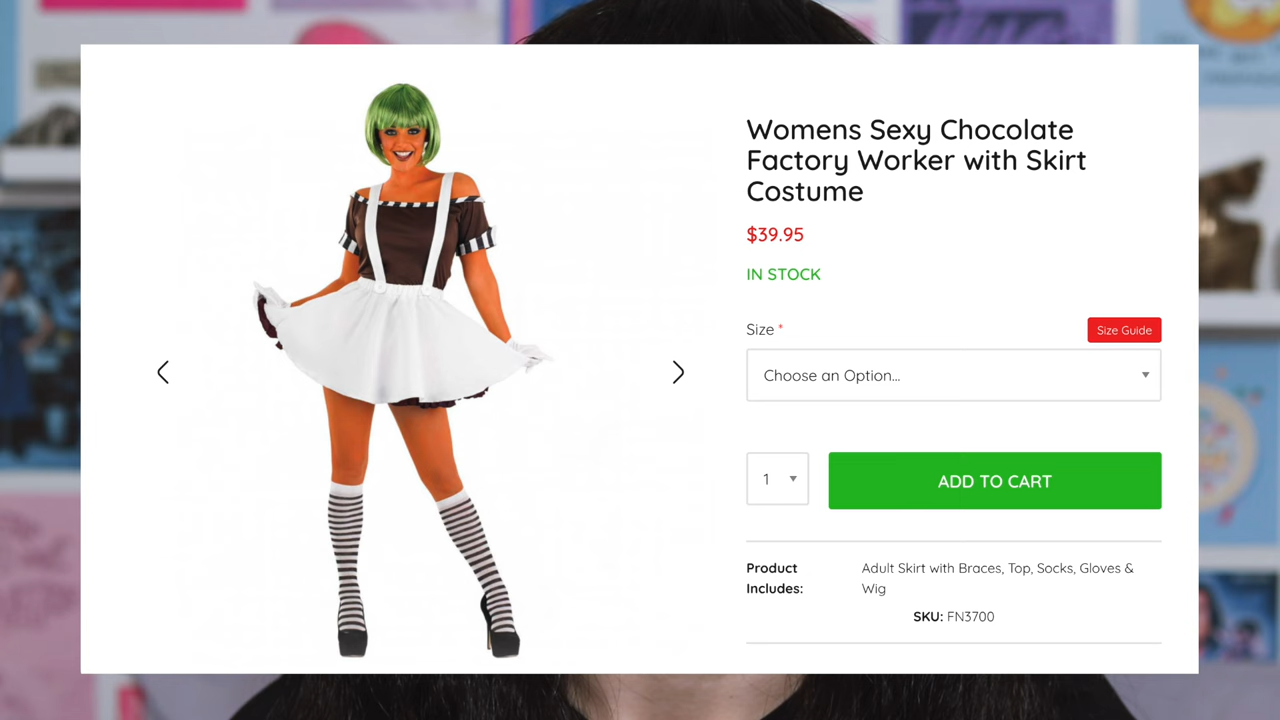 Womens Sexy Chocolate
Factory Worker with Skirt
Costume
$39.95
IN STOCK
Size *
Size Guide
Choose an Option...
1
ADD TO CART
Product
Includes:
Adult Skirt with Braces, Top, Socks, Gloves &
Wig
SKU: FN3700